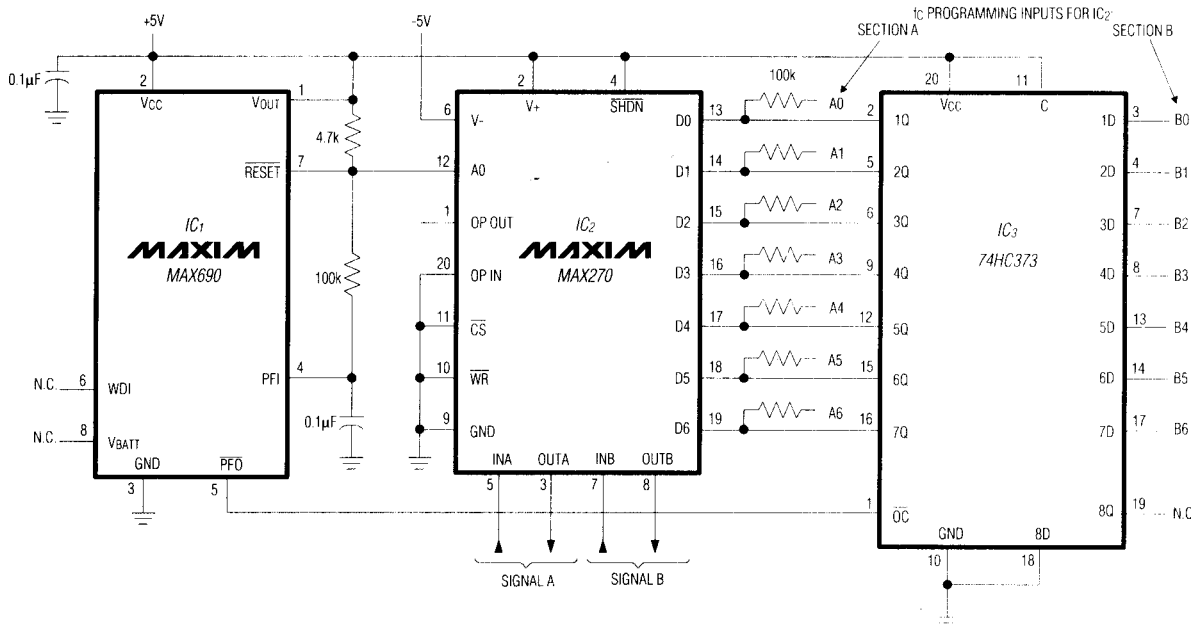 fC PROGRAMMING INPUTS FOR IC2
SECTION A
SECTION B
+5V
-5V
0.1µF
2
VCC
VOUT
1
4.7k
RESET
7
IC1
MAXIM
MAX690
100k
PFI
4
0.1µF
N.C.
6
WDI
N.C.
8
VBATT
GND
3
PFO
5
2
V+
4
SHDN
6
V-
12
A0
1
OP OUT
20
OP IN
11
CS
10
WR
9
GND
IC2
MAXIM
MAX270
D0
13
D1
14
D2
15
D3
16
D4
17
D5
18
D6
19
INA
5
OUTA
3
INB
7
OUTB
8
SIGNAL A
SIGNAL B
100k
A0
A1
A2
A3
A4
A5
A6
20
VCC
11
C
2
1Q
5
2Q
6
3Q
9
4Q
12
5Q
15
6Q
16
7Q
1
OC
IC3
74HC373
1D
3
B0
2D
4
B1
3D
7
B2
4D
8
B3
5D
13
B4
6D
14
B5
7D
17
B6
8Q
19
N.C
GND
10
8D
18